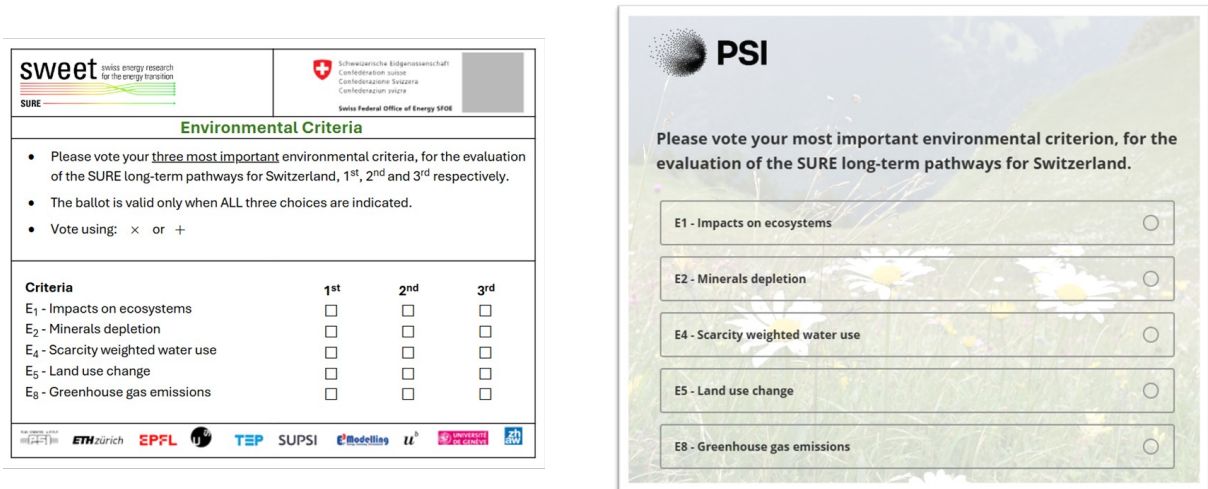 sweet swiss energy research
for the energy transition
SURE
Schweizerische Eidgenossenschaft
Confédération suisse
Confederazione Svizzera
Confederaziun svizra
Swiss Federal Office of Energy SFOE
Environmental Criteria
• Please vote your three most important environmental criteria, for the evaluation
of the SURE long-term pathways for Switzerland, 1st, 2nd and 3rd respectively.
• The ballot is valid only when ALL three choices are indicated.
• Vote using: × or +
Criteria 1st 2nd 3rd
E1 - Impacts on ecosystems
E2 - Minerals depletion
E4 - Scarcity weighted water use
E5 - Land use change
E8 - Greenhouse gas emissions
PSI ETHzürich EPFL TEP SUPSI E³Modelling u^b UNIVERSITÉ DE GENÈVE zhaw
PSI
Please vote your most important environmental criterion, for the
evaluation of the SURE long-term pathways for Switzerland.
E1 - Impacts on ecosystems
E2 - Minerals depletion
E4 - Scarcity weighted water use
E5 - Land use change
E8 - Greenhouse gas emissions